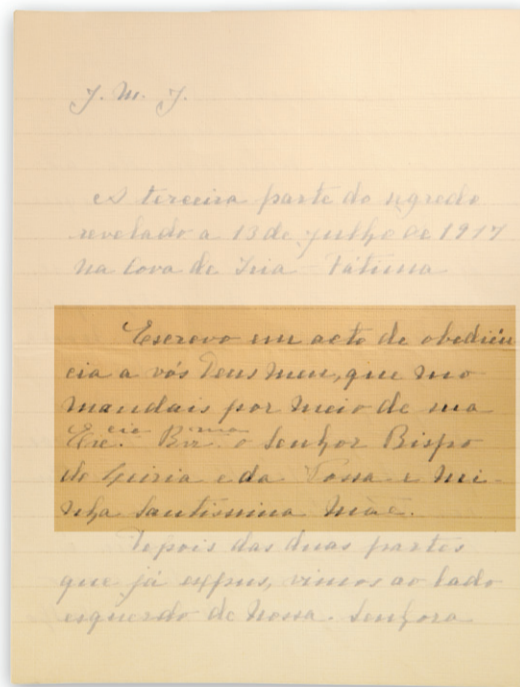 J. M. J.
A terceira parte do segredo
revelado a 13 de julho de 1917
na Cova de Iria Fátima
Escrevo em acto de obediên
cia a vós Deus meu, que mo
mandais por meio de sua
Ex.cia Rev.ma o Senhor Bispo
de Leiria e da Vossa e Mi-
nha Santissima Mãe.
Depois das duas partes
que já expus, vimos ao lado
esquerdo de Nossa Senhora